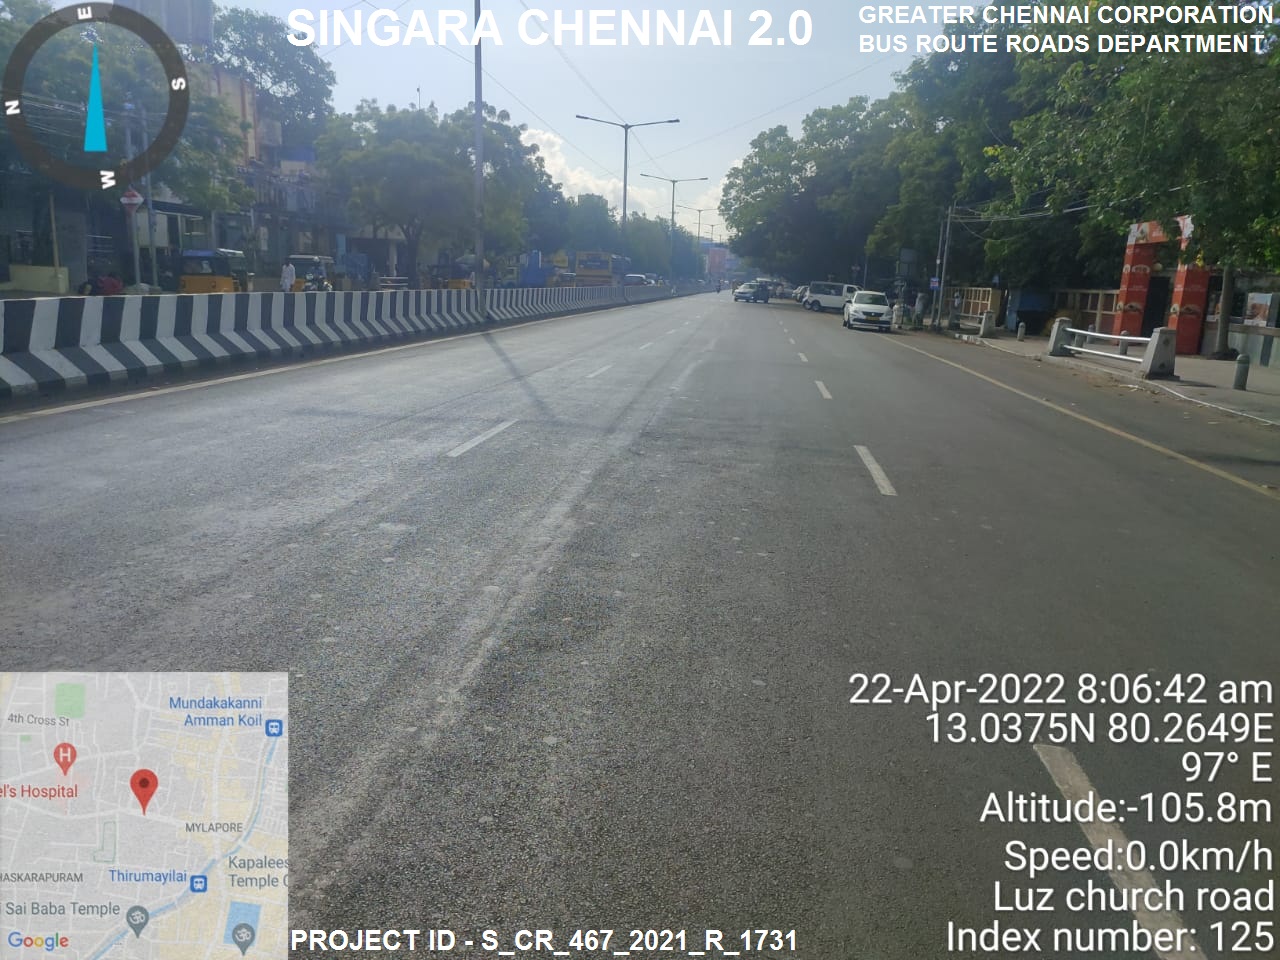 SINGARA CHENNAI 2.0
GREATER CHENNAI CORPORATION
BUS ROUTE ROADS DEPARTMENT
E
N
S
W
22-Apr-2022 8:06:42 am
13.0375N 80.2649E
97° E
Altitude:-105.8m
Speed:0.0km/h
Luz church road
Index number: 125
Mundakakanni
Amman Koil
4th Cross St
H
el's Hospital
MYLAPORE
HASKARAPURAM
Thirumayilai
Kapalees
Temple
Sai Baba Temple
Google
PROJECT ID - S_CR_467_2021_R_1731